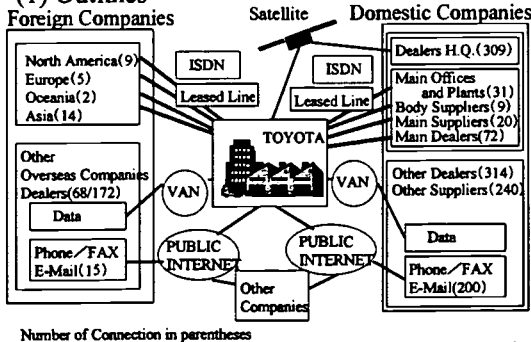 (1) Outlines
Foreign Companies
Satellite
Domestic Companies
North America(9)
Europe(5)
Oceania(2)
Asia(14)
ISDN
Leased Line
ISDN
Leased Line
Dealers H.Q.(309)
Main Offices
and Plants(31)
Body Suppliers(9)
Main Suppliers(20)
Main Dealers(72)
TOYOTA
Other
Overseas Companies
Dealers(68/172)
Data
Phone/FAX
E-Mail(15)
VAN
VAN
Other Dealers(314)
Other Suppliers(240)
Data
Phone/FAX
E-Mail(200)
PUBLIC
INTERNET
PUBLIC
INTERNET
Other
Companies
Number of Connection in parentheses